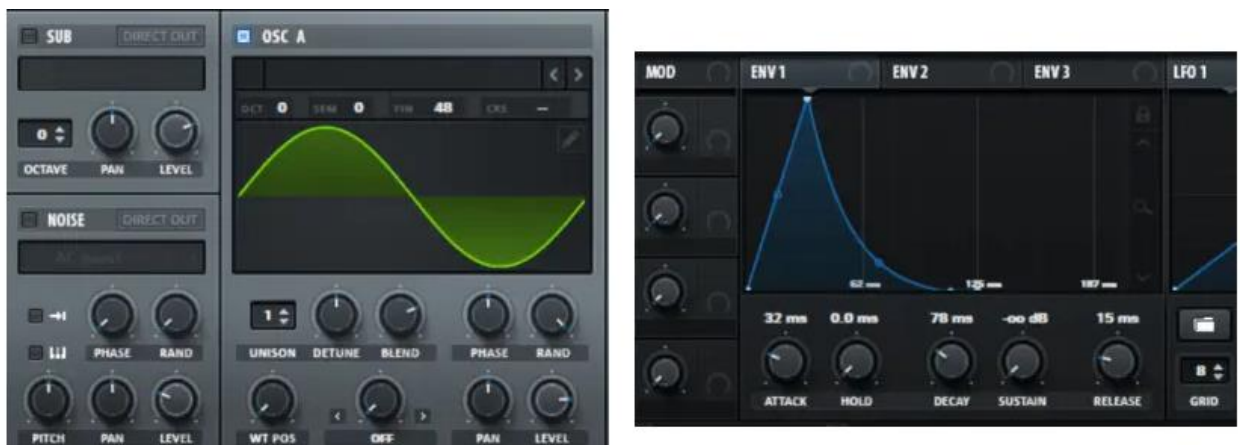 SUB DIRECT OUT
OCTAVE PAN LEVEL
0
NOISE DIRECT OUT
PHASE RAND
PITCH PAN LEVEL
OSC A
OCT 0 SEM 0 FIN 48 CRS --
1
UNISON DETUNE BLEND PHASE RAND
WT POS OFF PAN LEVEL
MOD ENV 1 ENV 2 ENV 3 LFO 1
62 125 187
32 ms 0.0 ms 78 ms -oo dB 15 ms
8
ATTACK HOLD DECAY SUSTAIN RELEASE GRID